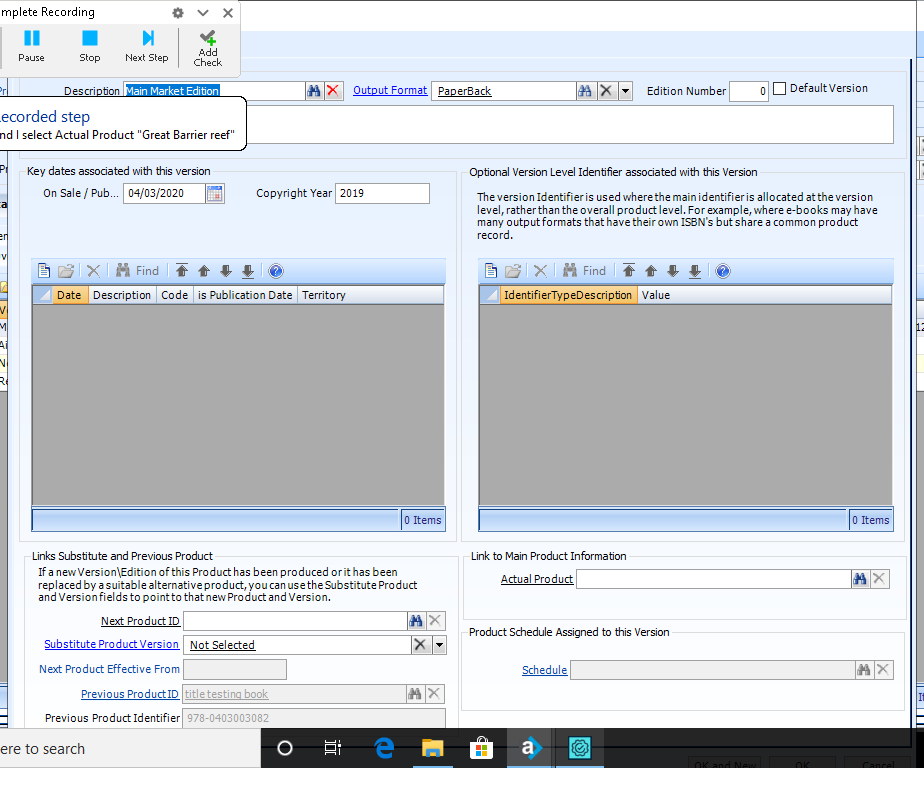 mplete Recording
Pause
Stop
Next Step
Add
Check
Description Main Market Edition Output Format PaperBack Edition Number 0 Default Version
ecorded step
nd I select Actual Product "Great Barrier reef"
Key dates associated with this version
On Sale / Pub... 04/03/2020 Copyright Year 2019
Find
Date Description Code is Publication Date Territory
0 Items
Optional Version Level Identifier associated with this Version
The version Identifier is used where the main identifier is allocated at the version
level, rather than the overall product level. For example, where e-books may have
many output formats that have their own ISBN's but share a common product
record.
Find
IdentifierTypeDescription Value
0 Items
Links Substitute and Previous Product
If a new Version\Edition of this Product has been produced or it has been
replaced by a suitable alternative product, you can use the Substitute Product
and Version fields to point to that new Product and Version.
Next Product ID
Substitute Product Version Not Selected
Next Product Effective From
Previous Product ID title testing book
Previous Product Identifier 978-0403003082
Link to Main Product Information
Actual Product
Product Schedule Assigned to this Version
Schedule
ere to search
OK and New OK Cancel